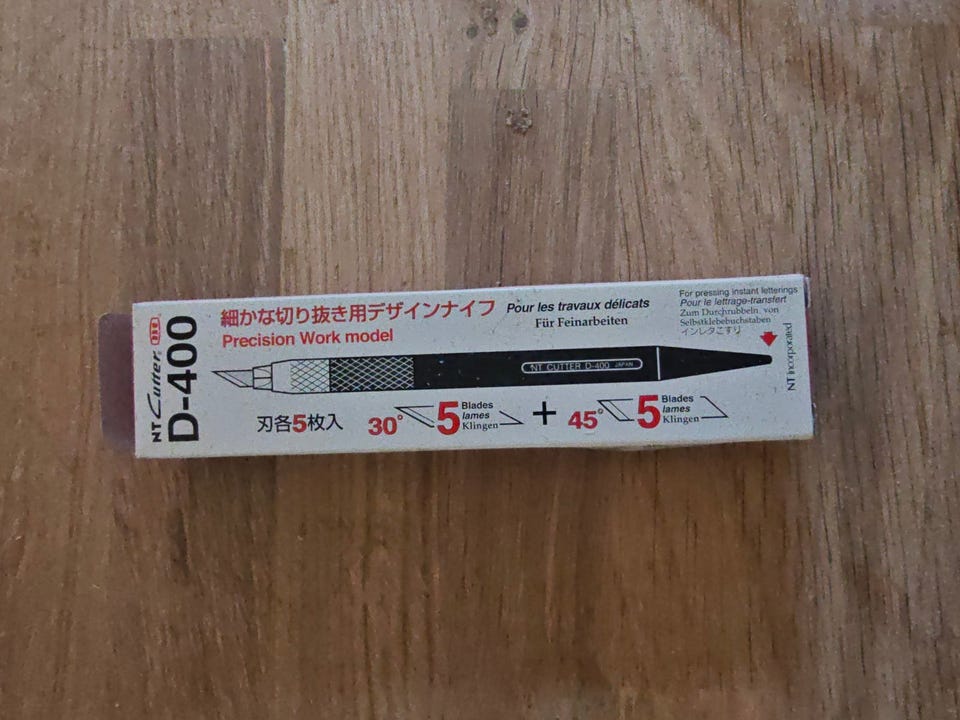 NT Cutter
D-400
細かな切り抜き用デザインナイフ
Precision Work model
Pour les travaux délicats
Für Feinarbeiten
For pressing instant letterings
Pour le lettrage-transfert
Zum Durchrubbeln von
Selbstklebebuchstaben
インレタこすり
NT CUTTER D-400 JAPAN
刃各5枚入
30° 5 Blades
lames
Klingen
+
45° 5 Blades
lames
Klingen
NT incorporated